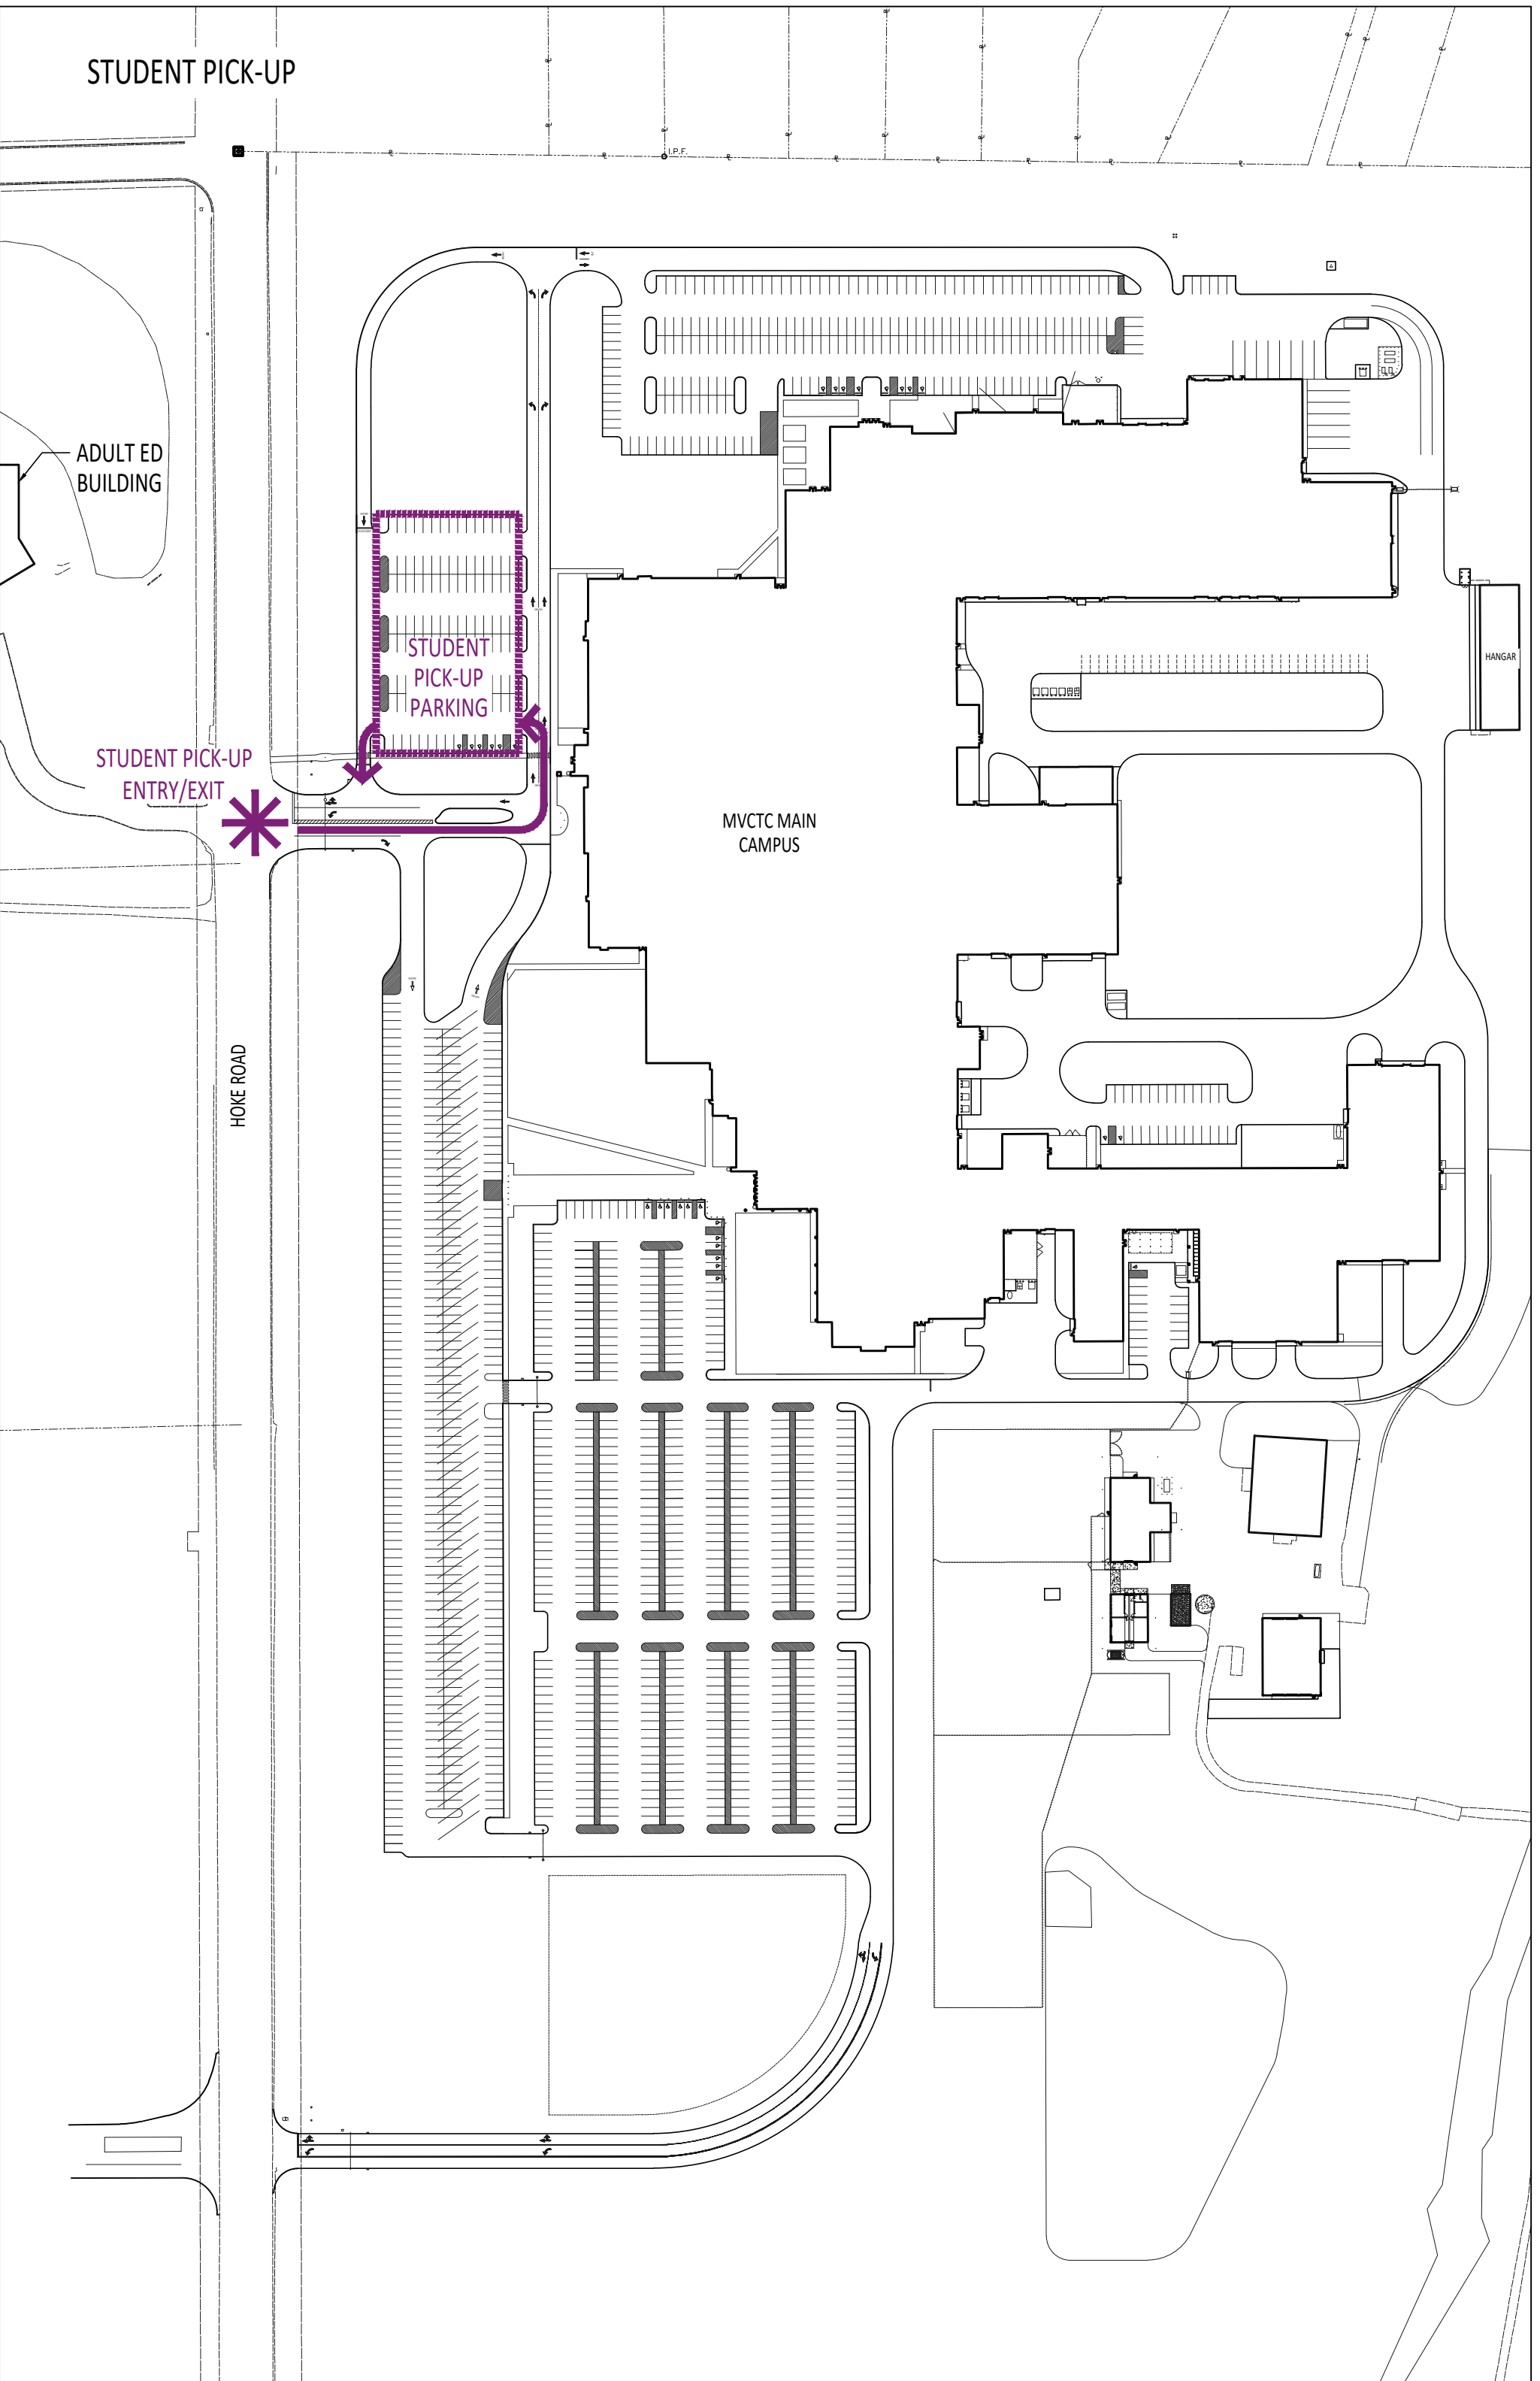 STUDENT PICK-UP
I.P.F.
ADULT ED
BUILDING
STUDENT
PICK-UP
PARKING
HANGAR
STUDENT PICK-UP
ENTRY/EXIT
MVCTC MAIN
CAMPUS
HOKE ROAD